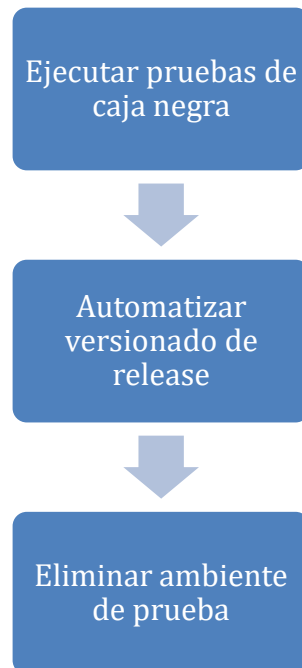 Ejecutar pruebas de
caja negra
Automatizar
versionado de
release
Eliminar ambiente
de prueba